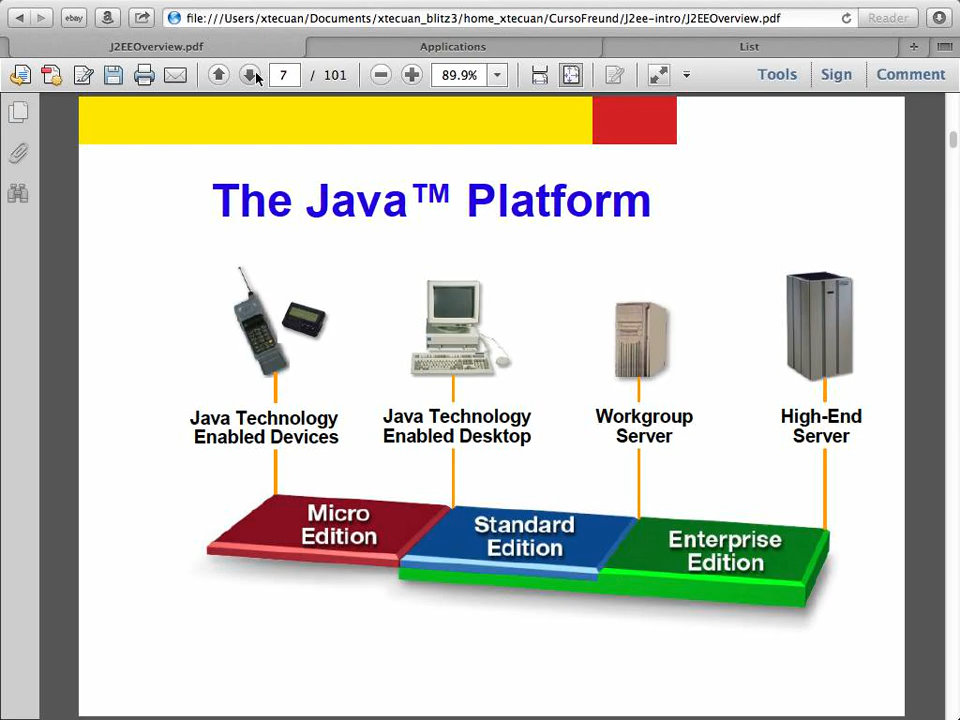 ebay
file:///Users/xtecuan/Documents/xtecuan_blitz3/home_xtecuan/CursoFreund/J2ee-intro/J2EEOverview.pdf
Reader
J2EEOverview.pdf
Applications
List
7 / 101
89.9%
Tools
Sign
Comment
The Java™ Platform
Java Technology
Enabled Devices
Java Technology
Enabled Desktop
Workgroup
Server
High-End
Server
Micro
Edition
Standard
Edition
Enterprise
Edition